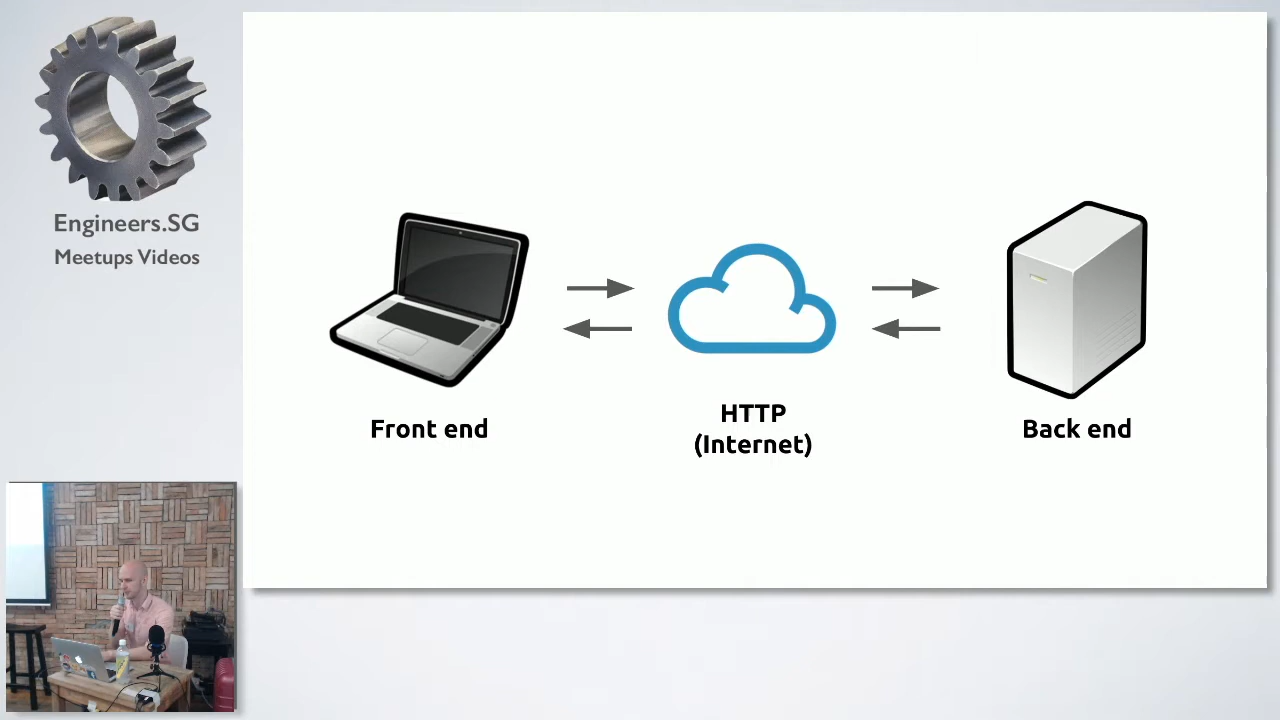 Engineers.SG
Meetups Videos
Front end
HTTP
(Internet)
Back end